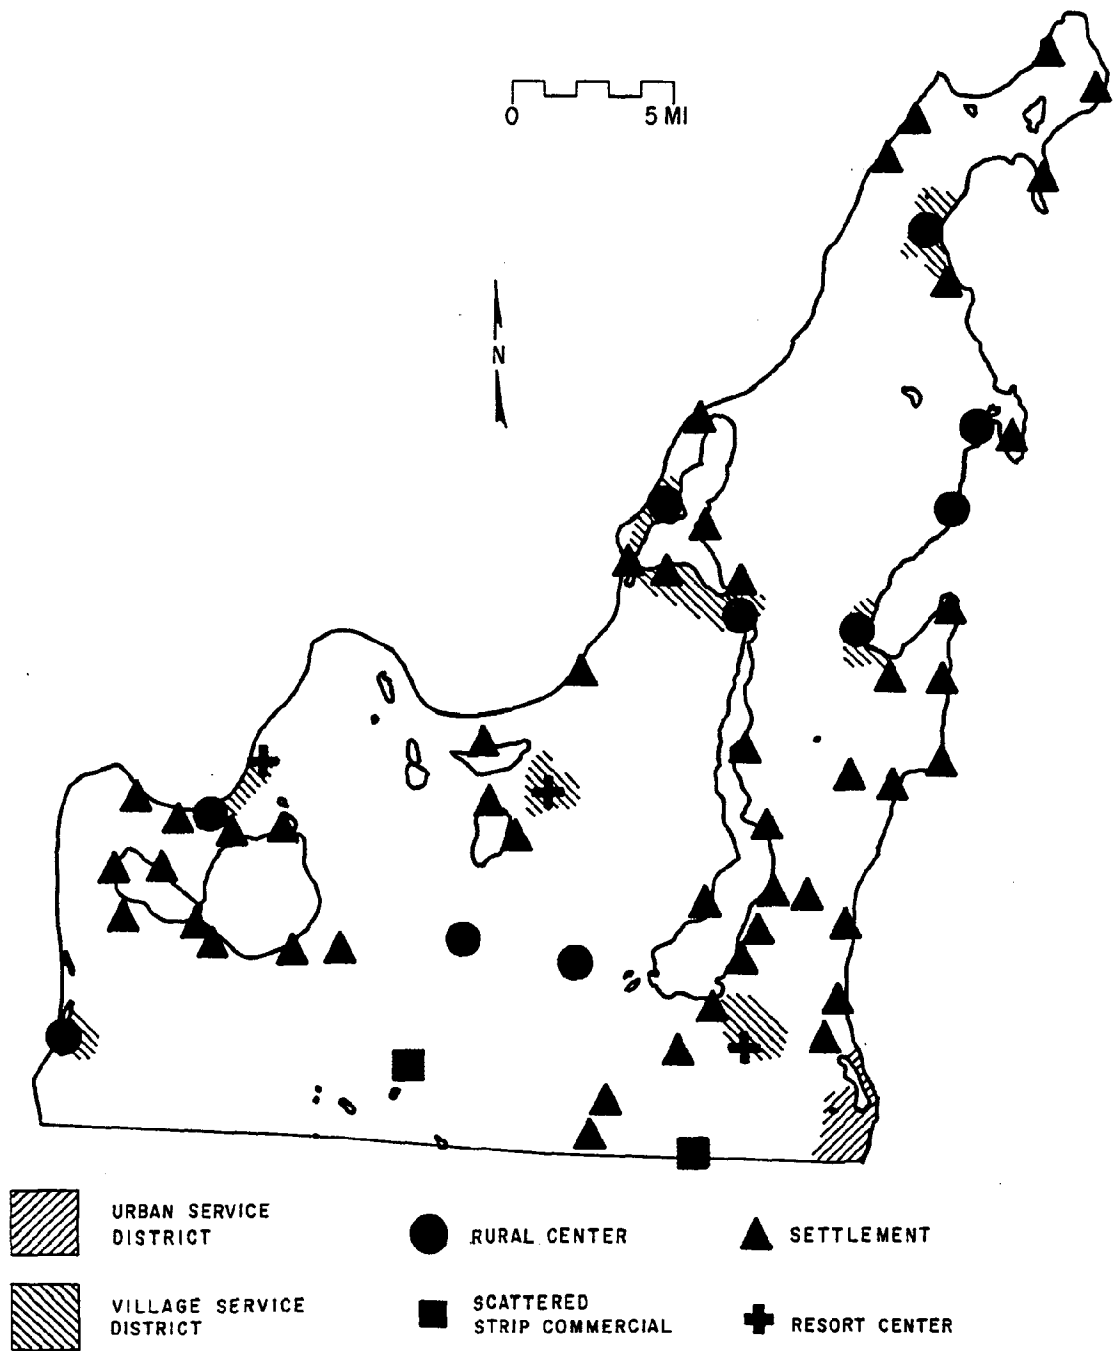 0 5 MI
N
URBAN SERVICE
DISTRICT
RURAL CENTER
SETTLEMENT
VILLAGE SERVICE
DISTRICT
SCATTERED
STRIP COMMERCIAL
RESORT CENTER